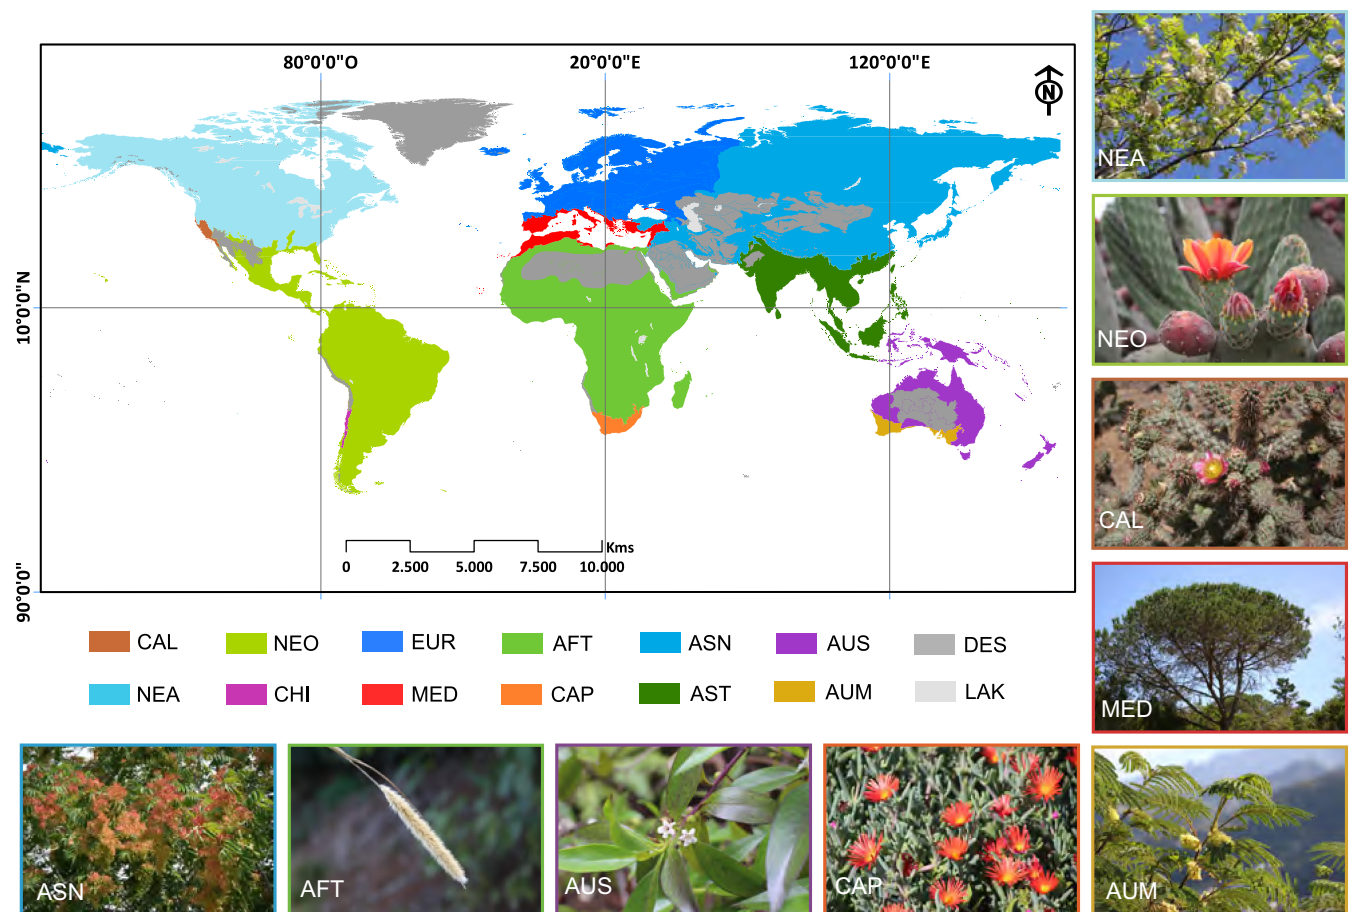 80°0'0"O
20°0'0"E
120°0'0"E
N
10°0'0"N
90°0'0"
Kms
0
2.500
5.000
7.500
10.000
CAL
NEO
EUR
AFT
ASN
AUS
DES
NEA
CHI
MED
CAP
AST
AUM
LAK
NEA
NEO
CAL
MED
ASN
AFT
AUS
CAP
AUM